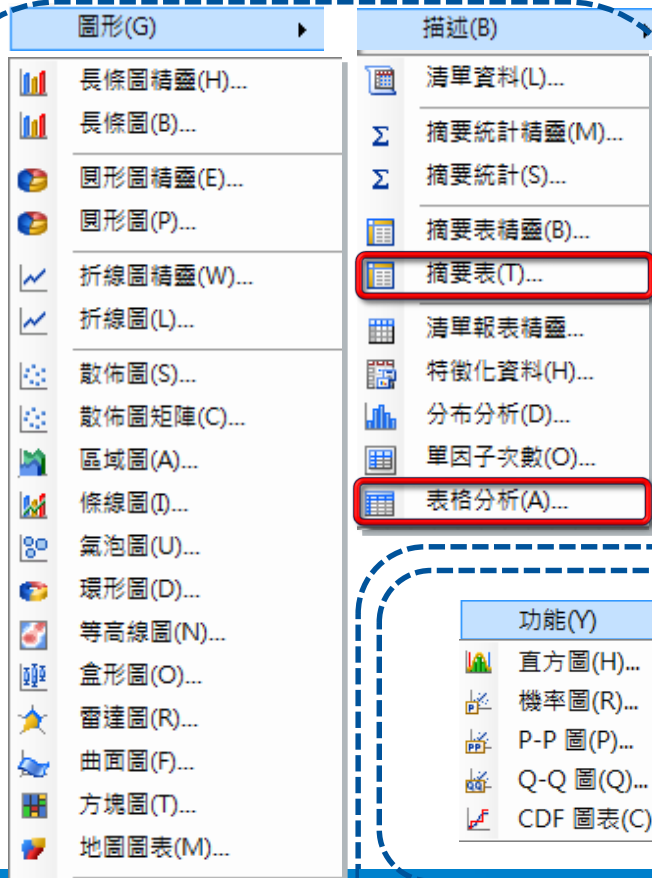 圖形(G)
長條圖精靈(H)...
長條圖(B)...
圓形圖精靈(E)...
圓形圖(P)...
折線圖精靈(W)...
折線圖(L)...
散佈圖(S)...
散佈圖矩陣(C)...
區域圖(A)...
條線圖(I)...
氣泡圖(U)...
環形圖(D)...
等高線圖(N)...
盒形圖(O)...
雷達圖(R)...
曲面圖(F)...
方塊圖(T)...
地圖圖表(M)...
描述(B)
清單資料(L)...
摘要統計精靈(M)...
摘要統計(S)...
摘要表精靈(B)...
摘要表(T)...
清單報表精靈...
特徵化資料(H)...
分布分析(D)...
單因子次數(O)...
表格分析(A)...
功能(Y)
直方圖(H)...
機率圖(R)...
P-P 圖(P)...
Q-Q 圖(Q)...
CDF 圖表(C)